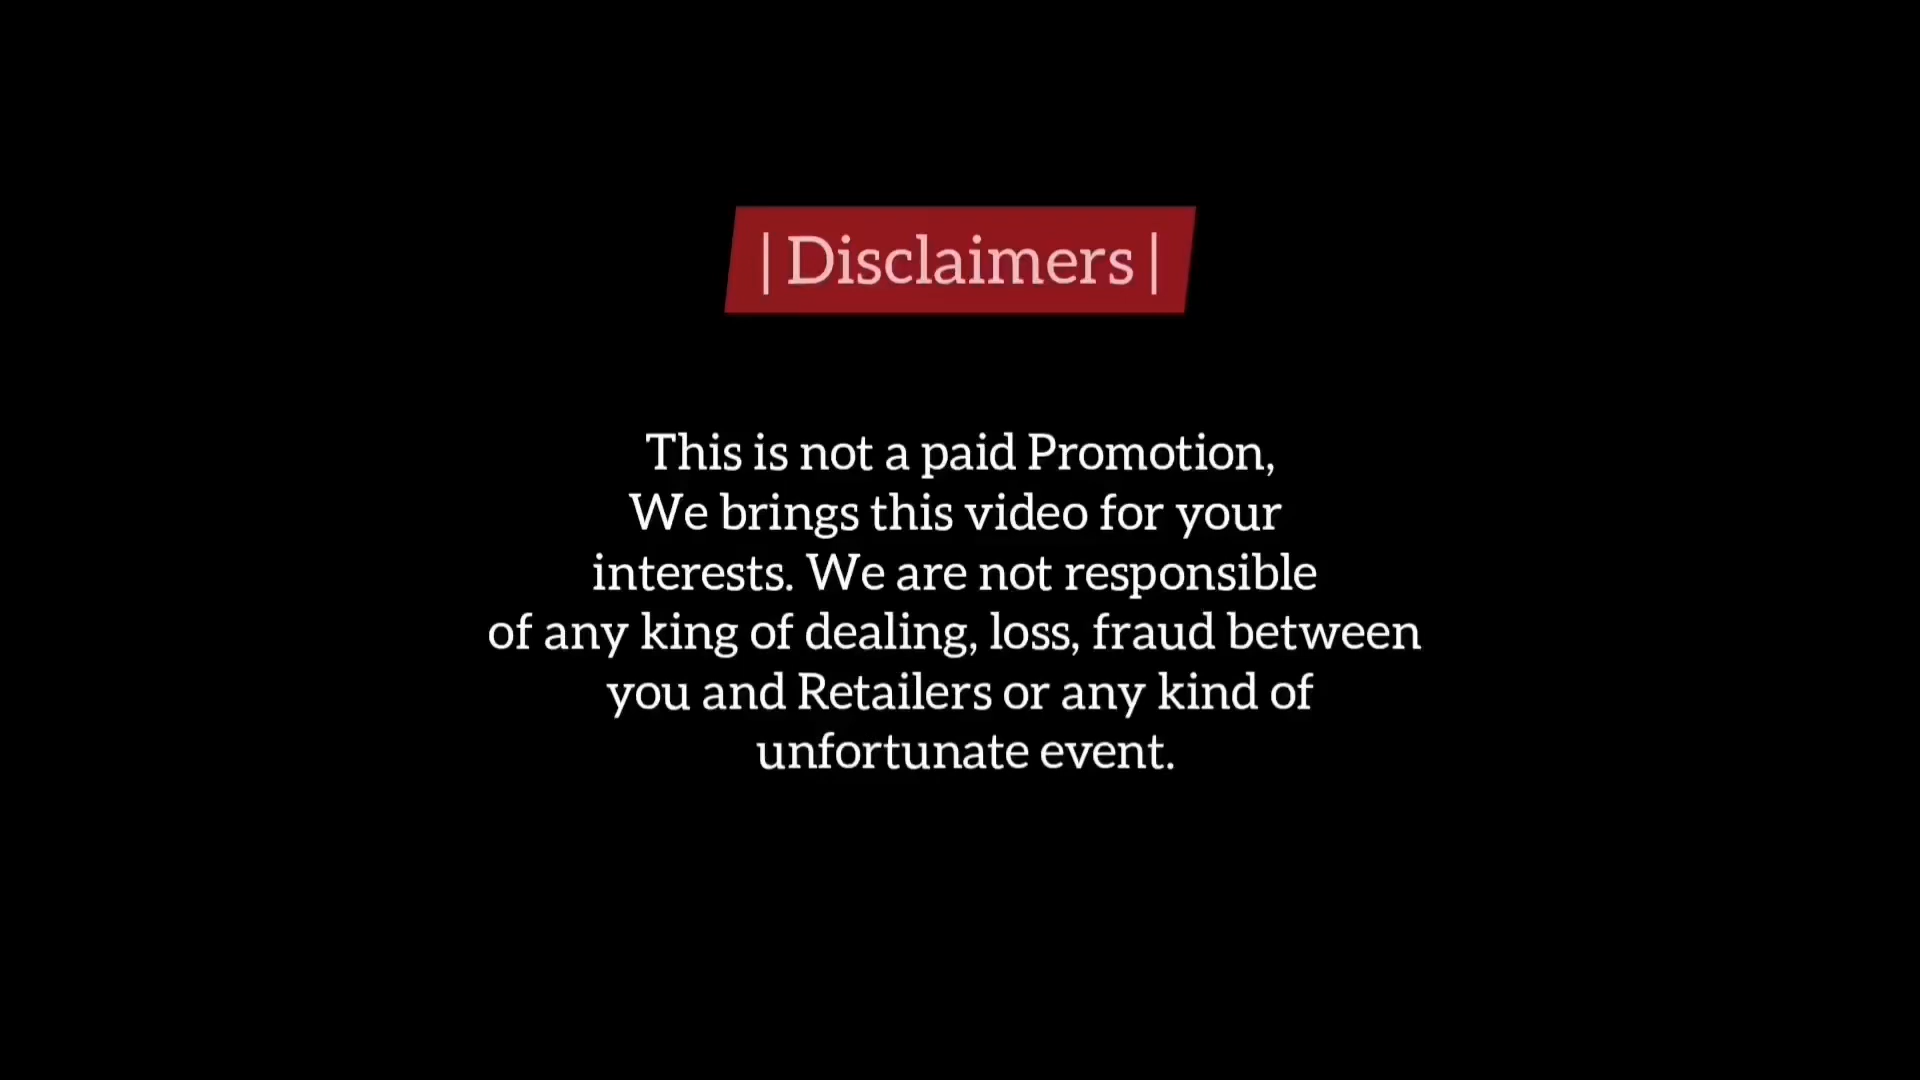 | Disclaimers |
This is not a paid Promotion,
We brings this video for your
interests. We are not responsible
of any king of dealing, loss, fraud between
you and Retailers or any kind of
unfortunate event.